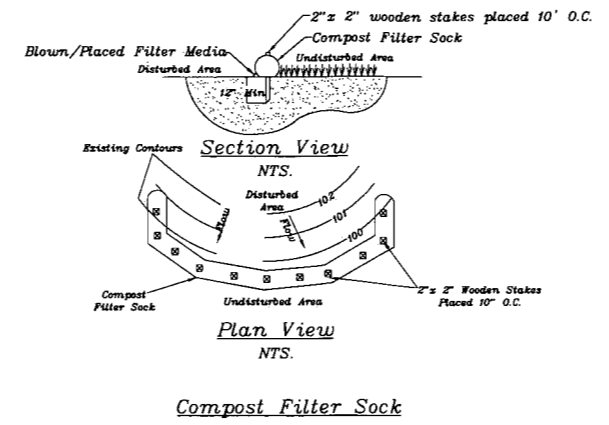 2"x 2" wooden stakes placed 10' O.C.
Compost Filter Sock
Blown/Placed Filter Media
Undisturbed Area
Disturbed Area
12" Min.
Existing Contours
Section View
NTS.
Disturbed
Area
102
101
100
Flow
Flow
Compost
Filter Sock
Undisturbed Area
2"x 2" Wooden Stakes
Placed 10" O.C.
Plan View
NTS.
Compost Filter Sock